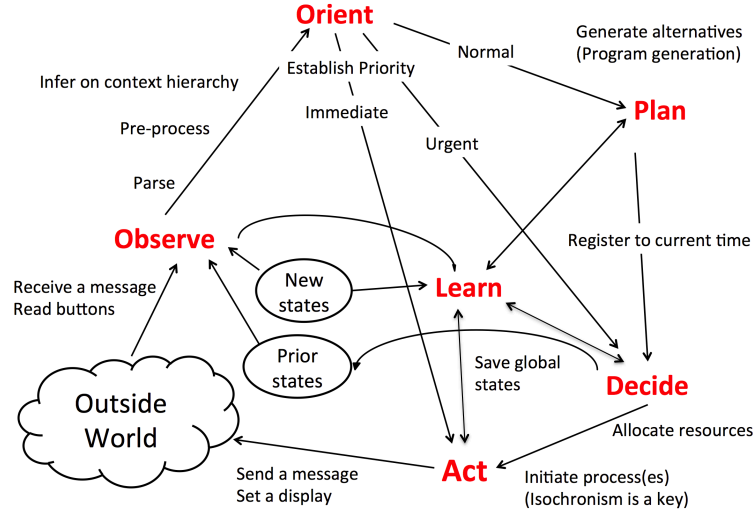 Orient
Generate alternatives
(Program generation)
Normal
Establish Priority
Infer on context hierarchy
Immediate
Plan
Pre-process
Urgent
Parse
Observe
Register to current time
Receive a message
Read buttons
New
states
Learn
Prior
states
Save global
states
Decide
Outside
World
Allocate resources
Act
Send a message
Set a display
Initiate process(es)
(Isochronism is a key)